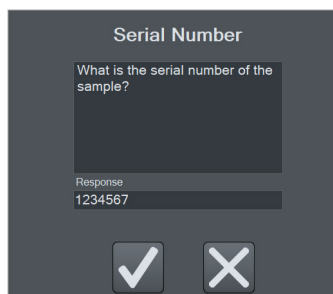 Serial Number
What is the serial number of the
sample?
Response
1234567